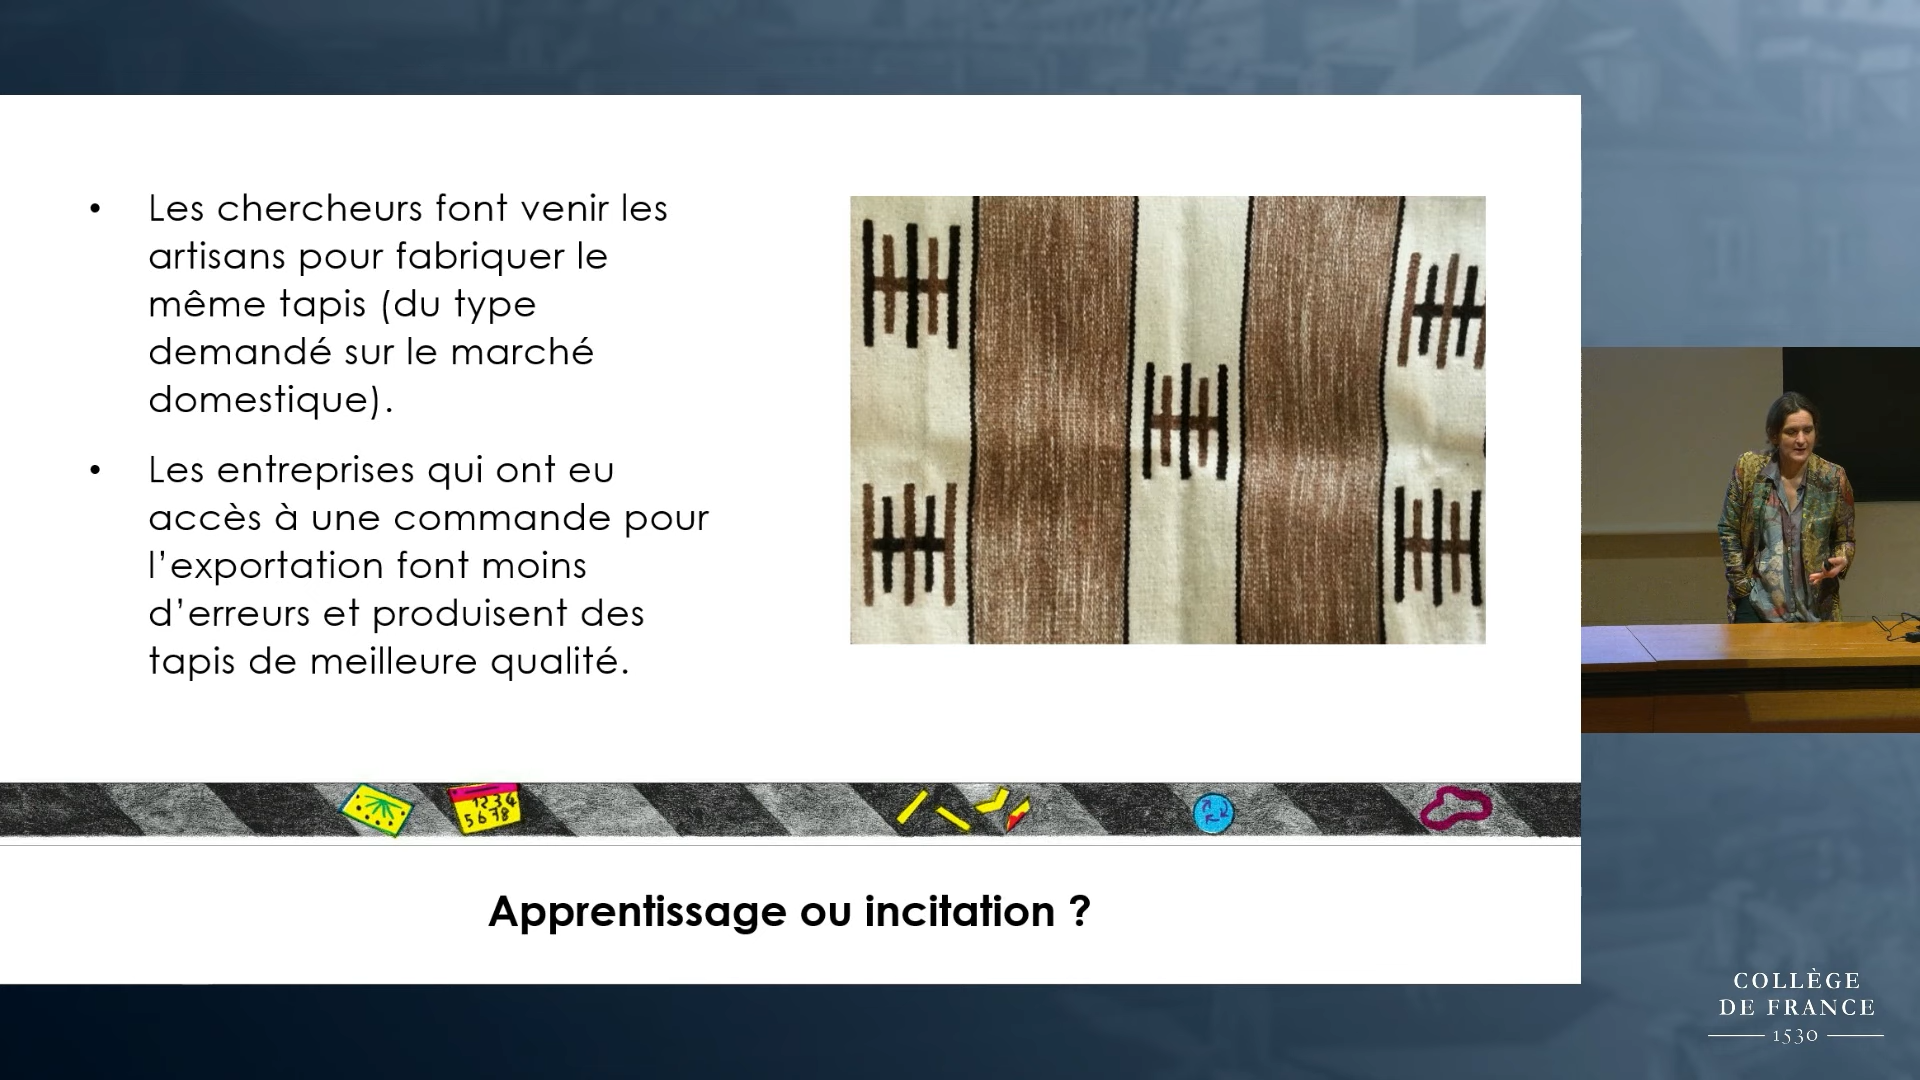 • Les chercheurs font venir les
artisans pour fabriquer le
même tapis (du type
demandé sur le marché
domestique).
• Les entreprises qui ont eu
accès à une commande pour
l’exportation font moins
d’erreurs et produisent des
tapis de meilleure qualité.
1234
5678
Apprentissage ou incitation ?
COLLÈGE
DE FRANCE
1530